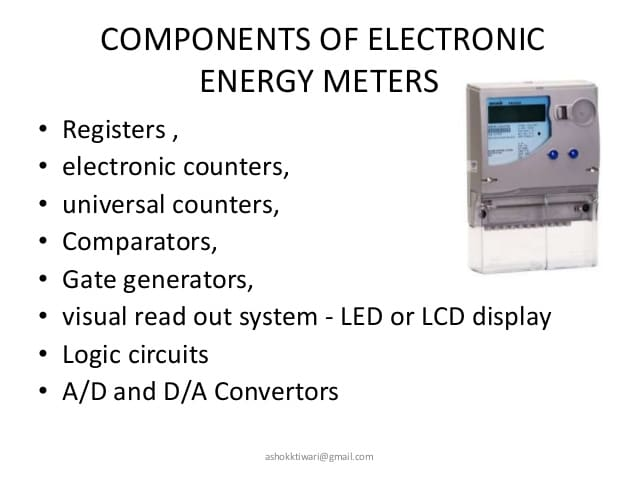 COMPONENTS OF ELECTRONIC
ENERGY METERS
• Registers ,
• electronic counters,
• universal counters,
• Comparators,
• Gate generators,
• visual read out system - LED or LCD display
• Logic circuits
• A/D and D/A Convertors
ashokktiwari@gmail.com